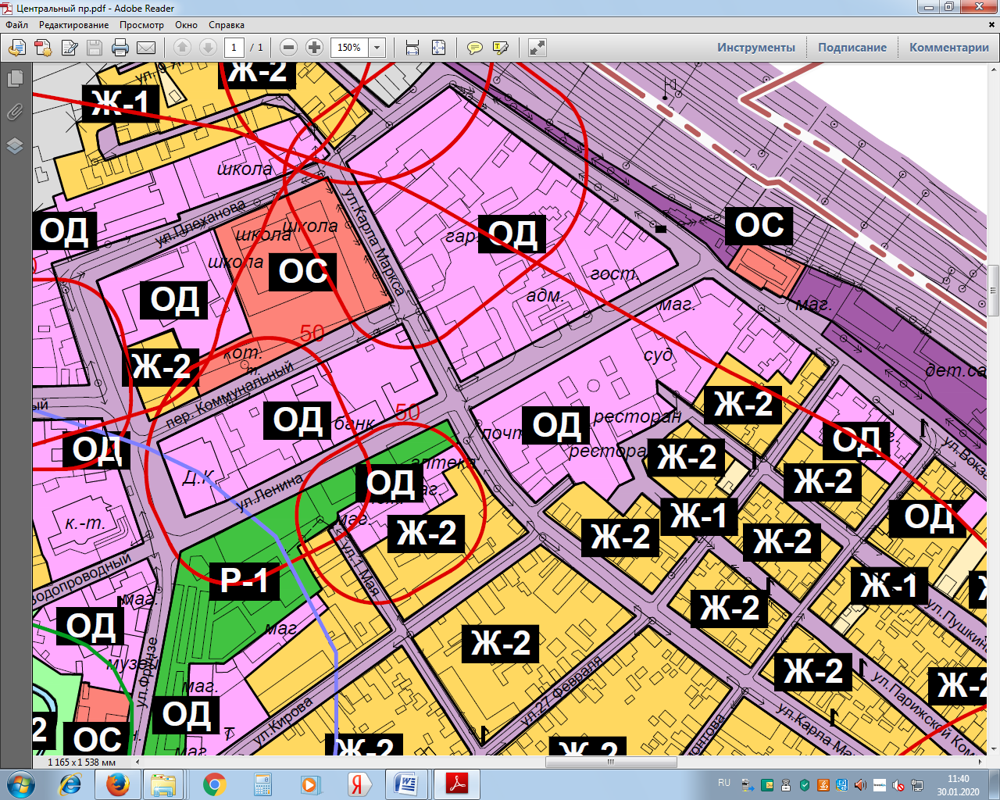 Центральный пр.pdf - Adobe Reader
Файл Редактирование Просмотр Окно Справка
1 / 1 150% Инструменты Подписание Комментарии
Ж-2
Ж-1
школа
ул.Плеханова
ул.Карла Маркса
ОД
школа
школа
школа
ОС
гар.
ОД
ОС
гост.
адм.
маг.
маг.
ОД
50
кот.
т.
Ж-2
пер. Коммунальный
суд
дет.са
ый
ОД
банк
50
почт
ОД
ресторан
рестора
Ж-2
Ж-2
ОД
ОД
Д.К.
ул.Ленина
аптека
ОД
маг.
Ж-2
Ж-2
ул.Вокз
Ж-1
ОД
к.-т.
Ж-2
Ж-2
Ж-2
ул.1 Мая
Водопроводный
Р-1
Ж-1
маг.
ОД
маг.
Ж-2
Ж-2
ул.Пушкина
музей
ул.Фрунзе
маг.
ул.27 Февраля
Ж-2
ул.Парижской Ком
Ж-2
ОД
ул.Кирова
ул.Карла Ма
2
ОС
н.
Т
маг.
Ж-2
Ж-2
1 165 x 1 538 мм
RU
11:40
30.01.2020